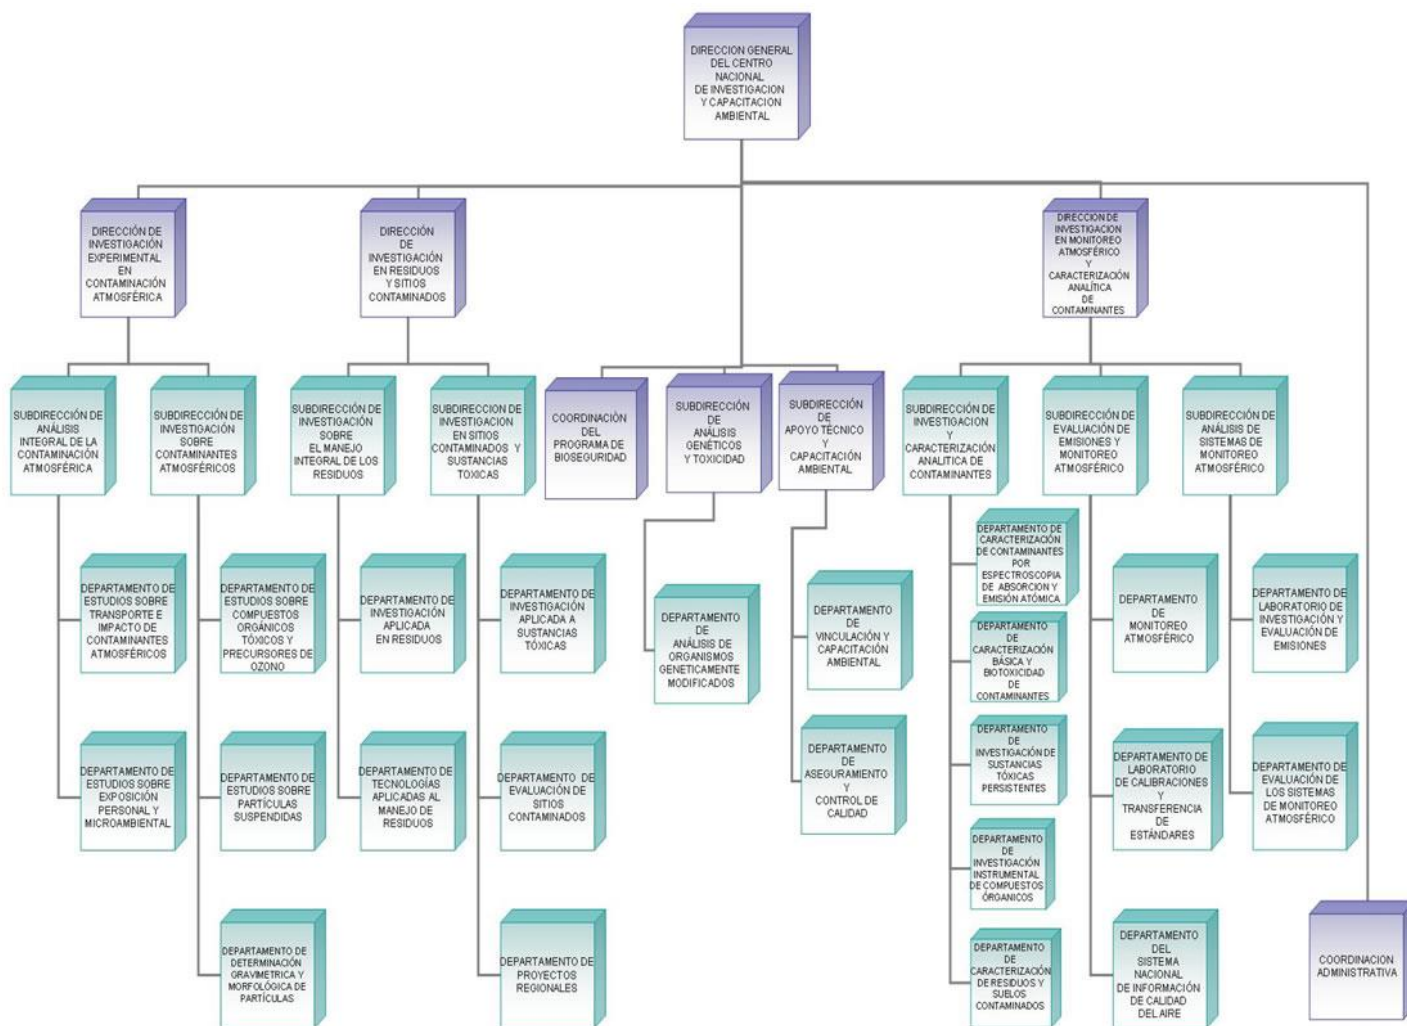 DIRECCION GENERAL
DEL CENTRO
NACIONAL
DE INVESTIGACION
Y CAPACITACION
AMBIENTAL
DIRECCIÓN DE
INVESTIGACIÓN
EXPERIMENTAL
EN
CONTAMINACIÓN
ATMOSFÉRICA
DIRECCIÓN
DE
INVESTIGACIÓN
EN RESIDUOS
Y SITIOS
CONTAMINADOS
DIRECCION DE
INVESTIGACION
EN MONITOREO
ATMOSFÉRICO
Y
CARACTERIZACIÓN
ANALÍTICA
DE
CONTAMINANTES
SUBDIRECCIÓN DE
ANÁLISIS
INTEGRAL DE LA
CONTAMINACIÓN
ATMOSFÉRICA
SUBDIRECCIÓN DE
INVESTIGACIÓN
SOBRE
CONTAMINANTES
ATMOSFÉRICOS
SUBDIRECCIÓN DE
INVESTIGACIÓN
SOBRE
EL MANEJO
INTEGRAL DE LOS
RESIDUOS
SUBDIRECCION DE
INVESTIGACION
EN SITIOS
CONTAMINADOS Y
SUSTANCIAS
TOXICAS
COORDINACIÒN
DEL
PROGRAMA DE
BIOSEGURIDAD
SUBDIRECCIÓN
DE
ANÁLISIS
GENÉTICOS
Y TOXICIDAD
SUBDIRECCIÓN
DE
APOYO TÉCNICO
Y
CAPACITACIÓN
AMBIENTAL
SUBDIRECCIÓN DE
INVESTIGACION
Y
CARACTERIZACIÓN
ANALITICA DE
CONTAMINANTES
SUBDIRECCIÓN DE
EVALUACIÓN DE
EMISIONES Y
MONITOREO
ATMOSFÉRICO
SUBDIRECCIÓN DE
ANÁLISIS DE
SISTEMAS DE
MONITOREO
ATMOSFÉRICO
DEPARTAMENTO DE
ESTUDIOS SOBRE
TRANSPORTE E
IMPACTO DE
CONTAMINANTES
ATMOSFÉRICOS
DEPARTAMENTO DE
ESTUDIOS SOBRE
COMPUESTOS
ORGÁNICOS
TÓXICOS Y
PRECURSORES DE
OZONO
DEPARTAMENTO DE
INVESTIGACIÓN
APLICADA
EN RESIDUOS
DEPARTAMENTO DE
INVESTIGACIÓN
APLICADA A
SUSTANCIAS
TÓXICAS
DEPARTAMENTO
DE
ANÁLISIS DE
ORGANISMOS
GENETICAMENTE
MODIFICADOS
DEPARTAMENTO
DE
VINCULACIÓN Y
CAPACITACIÓN
AMBIENTAL
DEPARTAMENTO DE
CARACTERIZACIÓN
DE CONTAMINANTES
POR
ESPECTROSCOPIA
DE ABSORCION Y
EMISIÓN ATÓMICA
DEPARTAMENTO
DE
CARACTERIZACIÓN
BÁSICA Y
BIOTOXICIDAD
DE
CONTAMINANTES
DEPARTAMENTO
DE
MONITOREO
ATMOSFÉRICO
DEPARTAMENTO
DE LABORATORIO DE
INVESTIGACIÓN Y
EVALUACIÓN DE
EMISIONES
DEPARTAMENTO DE
ESTUDIOS SOBRE
EXPOSICIÓN
PERSONAL Y
MICROAMBIENTAL
DEPARTAMENTO DE
ESTUDIOS SOBRE
PARTÍCULAS
SUSPENDIDAS
DEPARTAMENTO
DE
TECNOLOGÍAS
APLICADAS AL
MANEJO DE
RESIDUOS
DEPARTAMENTO DE
EVALUACIÓN DE
SITIOS
CONTAMINADOS
DEPARTAMENTO
DE
ASEGURAMIENTO
Y
CONTROL DE
CALIDAD
DEPARTAMENTO
DE
INVESTIGACIÓN DE
SUSTANCIAS
TÓXICAS
PERSISTENTES
DEPARTAMENTO DE
LABORATORIO
DE CALIBRACIONES
Y
TRANSFERENCIA
DE
ESTÁNDARES
DEPARTAMENTO
DE
EVALUACIÓN DE
LOS SISTEMAS
DE MONITOREO
ATMOSFÉRICO
DEPARTAMENTO
DE
INVESTIGACIÓN
INSTRUMENTAL
DE COMPUESTOS
ÓRGANICOS
DEPARTAMENTO DE
DETERMINACIÓN
GRAVIMETRICA Y
MORFOLÓGICA DE
PARTÍCULAS
DEPARTAMENTO DE
PROYECTOS
REGIONALES
DEPARTAMENTO
DE
CARACTERIZACIÓN
DE RESIDUOS Y
SUELOS
CONTAMINADOS
DEPARTAMENTO
DEL
SISTEMA
NACIONAL
DE INFORMACIÓN
DE CALIDAD
DEL AIRE
COORDINACION
ADMINISTRATIVA